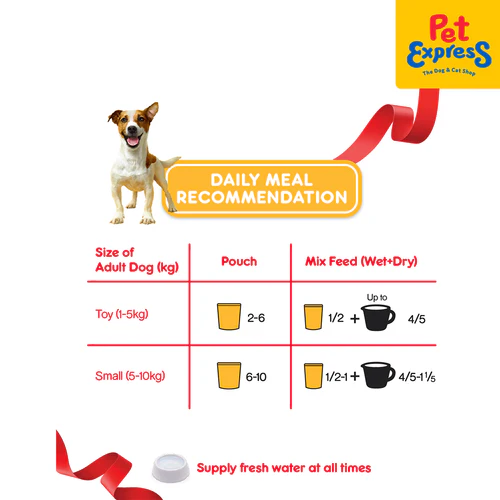 Pet
Express
The Dog & Cat Shop
DAILY MEAL
RECOMMENDATION
Size of
Adult Dog (kg)
Pouch
Mix Feed (Wet+Dry)
Toy (1-5kg)
2-6
1/2 +
Up to
4/5
Small (5-10kg)
6-10
1/2-1 +
4/5-1 1/5
Supply fresh water at all times